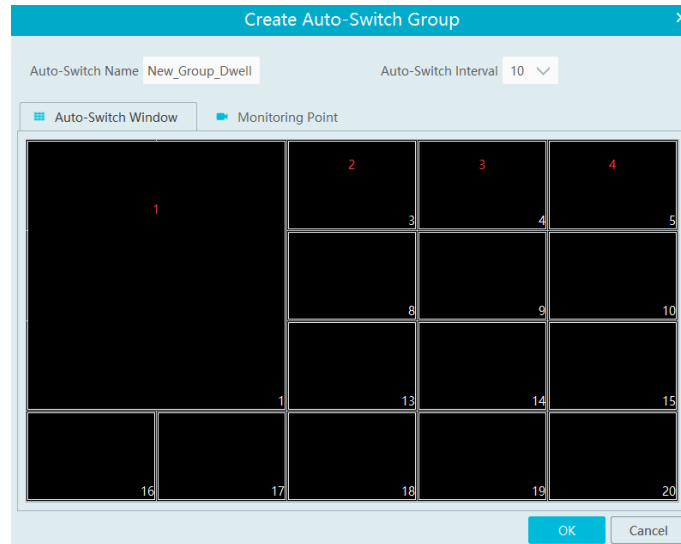 Create Auto-Switch Group
Auto-Switch Name New_Group_Dwell Auto-Switch Interval 10
Auto-Switch Window Monitoring Point
1 2 3 4
3 4 5
8 9 10
1 13 14 15
16 17 18 19 20
OK Cancel